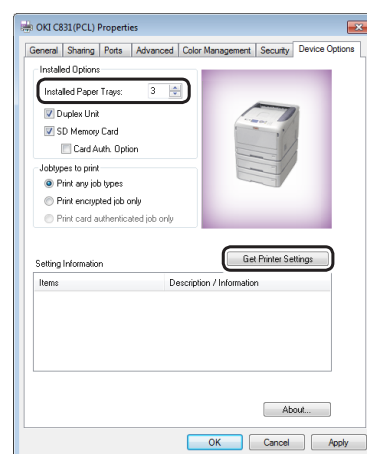 OKI C831(PCL) Properties
General Sharing Ports Advanced Color Management Security Device Options
Installed Options
Installed Paper Trays: 3
Duplex Unit
SD Memory Card
Card Auth. Option
Jobtypes to print
Print any job types
Print encrypted job only
Print card authenticated job only
Get Printer Settings
Setting Information
Items Description / Information
About...
OK Cancel Apply